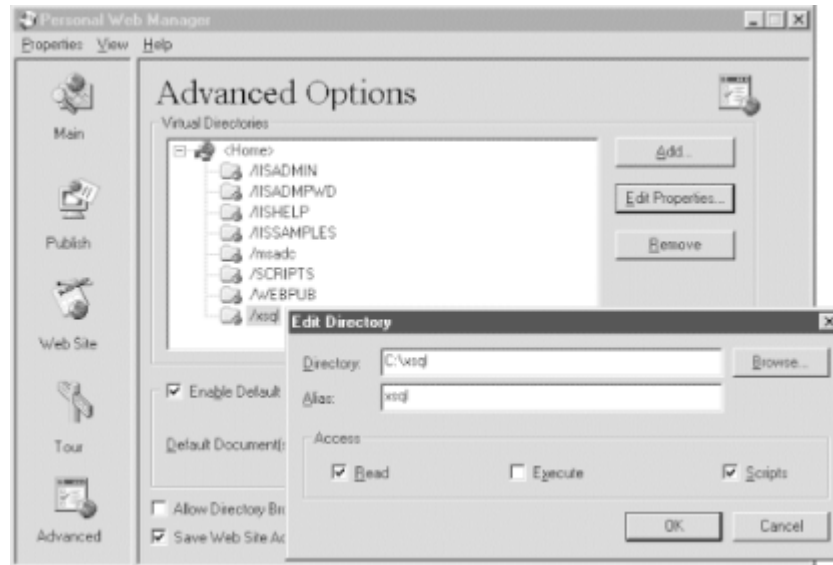 Personal Web Manager
Properties View Help
Main
Publish
Web Site
Tour
Advanced
Advanced Options
Virtual Directories
<Home>
/IISADMIN
/IISADMPWD
/IISHELP
/IISSAMPLES
/msadc
/SCRIPTS
/WEBPUB
/xsql
Add...
Edit Properties...
Remove
Enable Default
Default Document(s
Allow Directory Bro
Save Web Site Ac
Edit Directory
Directory: C:\xsql
Browse...
Alias: xsql
Access
Read Execute Scripts
OK Cancel